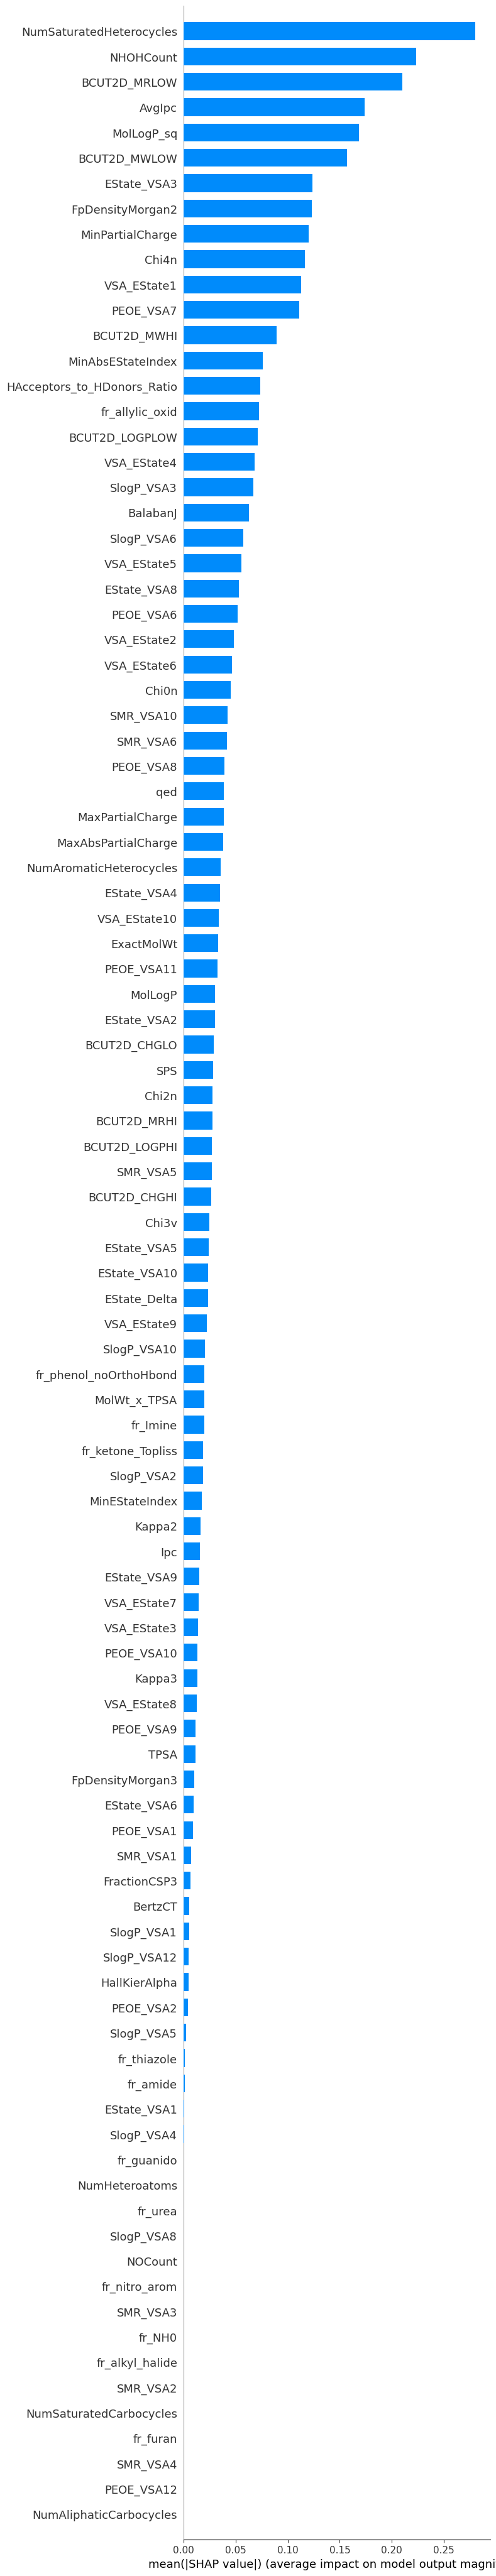 NumSaturatedHeterocycles
NHOHCount
BCUT2D_MRLOW
AvgIpc
MolLogP_sq
BCUT2D_MWLOW
EState_VSA3
FpDensityMorgan2
MinPartialCharge
Chi4n
VSA_EState1
PEOE_VSA7
BCUT2D_MWHI
MinAbsEStateIndex
HAcceptors_to_HDonors_Ratio
fr_allylic_oxid
BCUT2D_LOGPLOW
VSA_EState4
SlogP_VSA3
BalabanJ
SlogP_VSA6
VSA_EState5
EState_VSA8
PEOE_VSA6
VSA_EState2
VSA_EState6
Chi0n
SMR_VSA10
SMR_VSA6
PEOE_VSA8
qed
MaxPartialCharge
MaxAbsPartialCharge
NumAromaticHeterocycles
EState_VSA4
VSA_EState10
ExactMolWt
PEOE_VSA11
MolLogP
EState_VSA2
BCUT2D_CHGLO
SPS
Chi2n
BCUT2D_MRHI
BCUT2D_LOGPHI
SMR_VSA5
BCUT2D_CHGHI
Chi3v
EState_VSA5
EState_VSA10
EState_Delta
VSA_EState9
SlogP_VSA10
fr_phenol_noOrthoHbond
MolWt_x_TPSA
fr_Imine
fr_ketone_Topliss
SlogP_VSA2
MinEStateIndex
Kappa2
Ipc
EState_VSA9
VSA_EState7
VSA_EState3
PEOE_VSA10
Kappa3
VSA_EState8
PEOE_VSA9
TPSA
FpDensityMorgan3
EState_VSA6
PEOE_VSA1
SMR_VSA1
FractionCSP3
BertzCT
SlogP_VSA1
SlogP_VSA12
HallKierAlpha
PEOE_VSA2
SlogP_VSA5
fr_thiazole
fr_amide
EState_VSA1
SlogP_VSA4
fr_guanido
NumHeteroatoms
fr_urea
SlogP_VSA8
NOCount
fr_nitro_arom
SMR_VSA3
fr_NH0
fr_alkyl_halide
SMR_VSA2
NumSaturatedCarbocycles
fr_furan
SMR_VSA4
PEOE_VSA12
NumAliphaticCarbocycles
0.00 0.05 0.10 0.15 0.20 0.25
mean(|SHAP value|) (average impact on model output magni